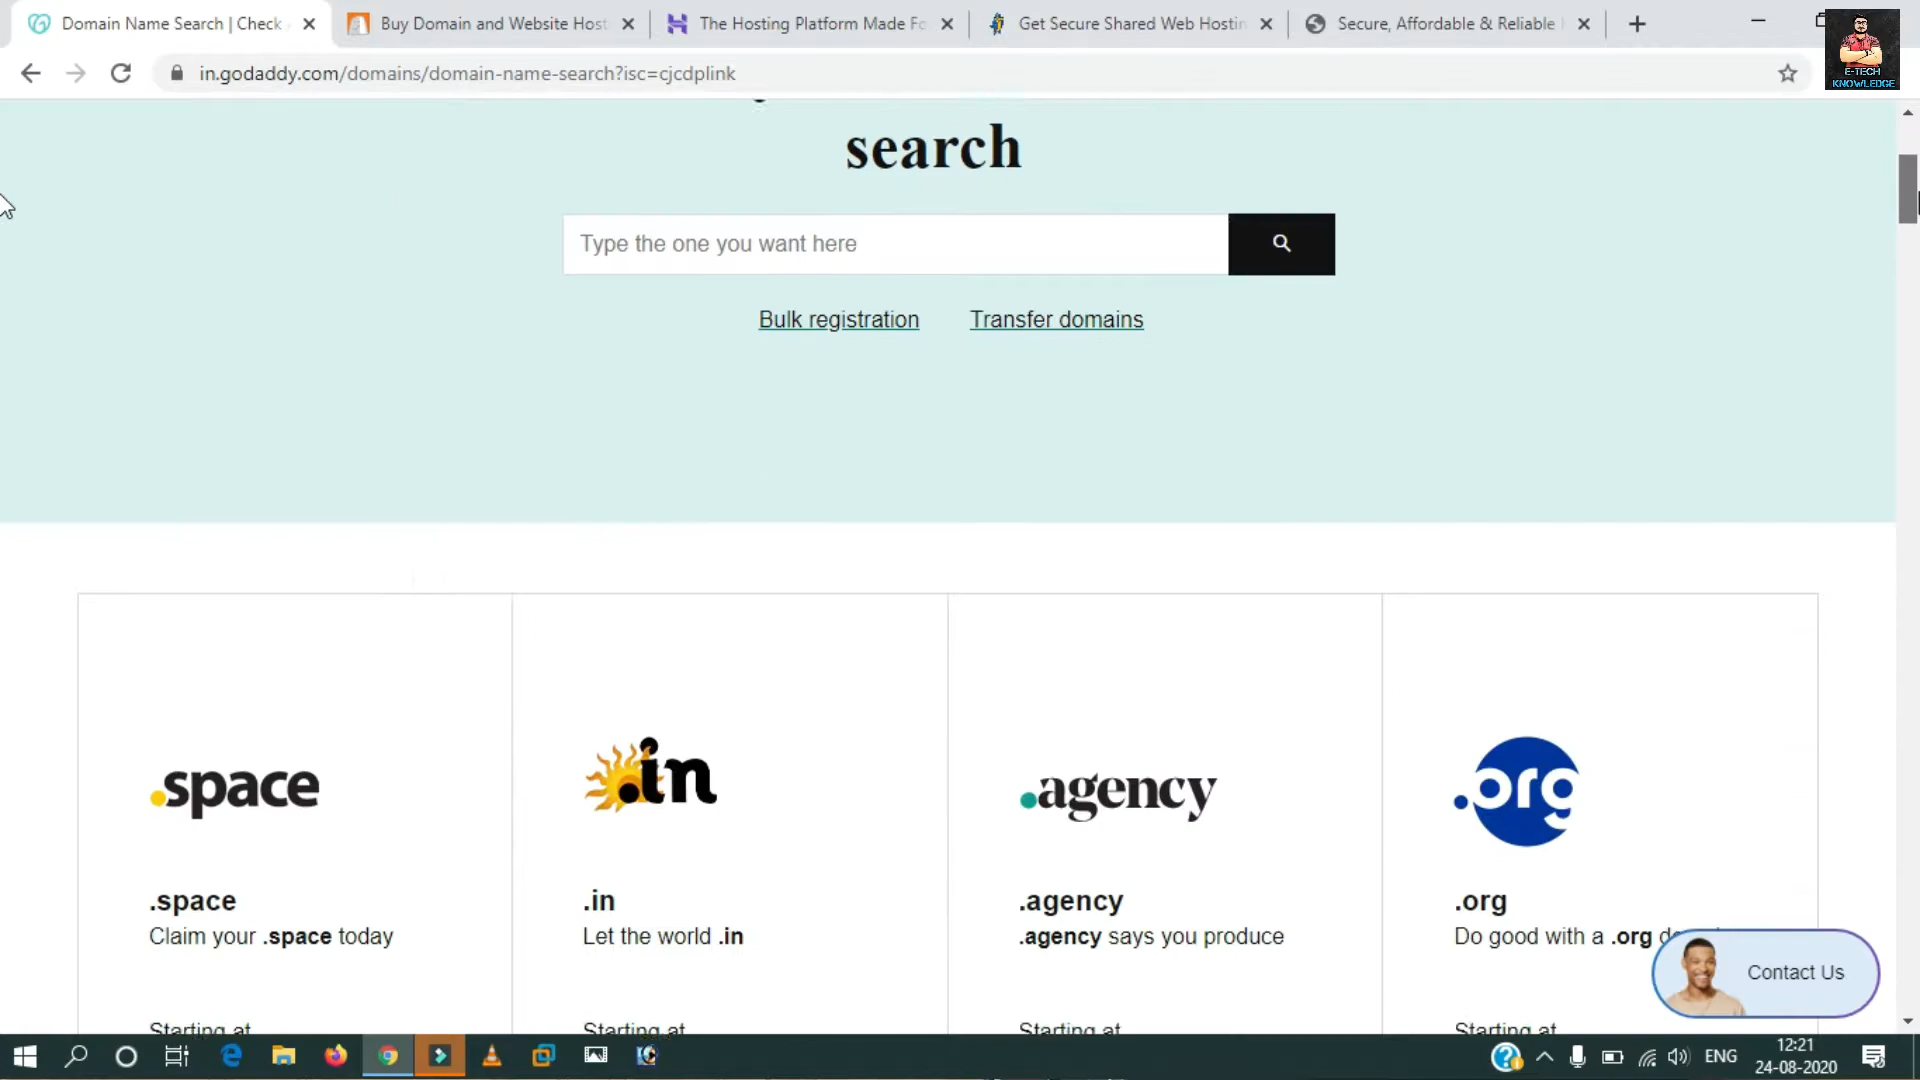 Domain Name Search | Check
Buy Domain and Website Host
The Hosting Platform Made Fo
Get Secure Shared Web Hostin
Secure, Affordable & Reliable
in.godaddy.com/domains/domain-name-search?isc=cjcdplink
E-TECH
KNOWLEDGE
search
Type the one you want here
Bulk registration
Transfer domains
.space
.in
.agency
.org
.space
Claim your .space today
.in
Let the world .in
.agency
.agency says you produce
.org
Do good with a .org
Contact Us
Starting at
Starting at
Starting at
Starting at
ENG
12:21
24-08-2020